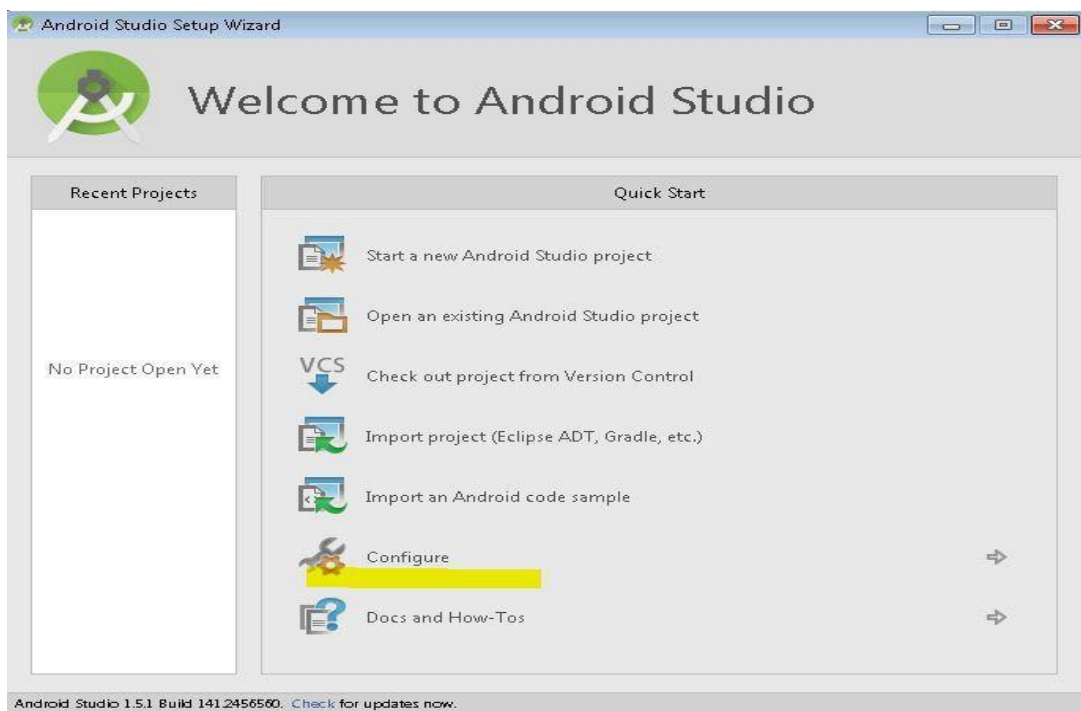 Android Studio Setup Wizard
Welcome to Android Studio
Recent Projects
Quick Start
Start a new Android Studio project
Open an existing Android Studio project
No Project Open Yet
VCS
Check out project from Version Control
Import project (Eclipse ADT, Gradle, etc.)
Import an Android code sample
Configure
Docs and How-Tos
Android Studio 1.5.1 Build 141.2456560. Check for updates now.